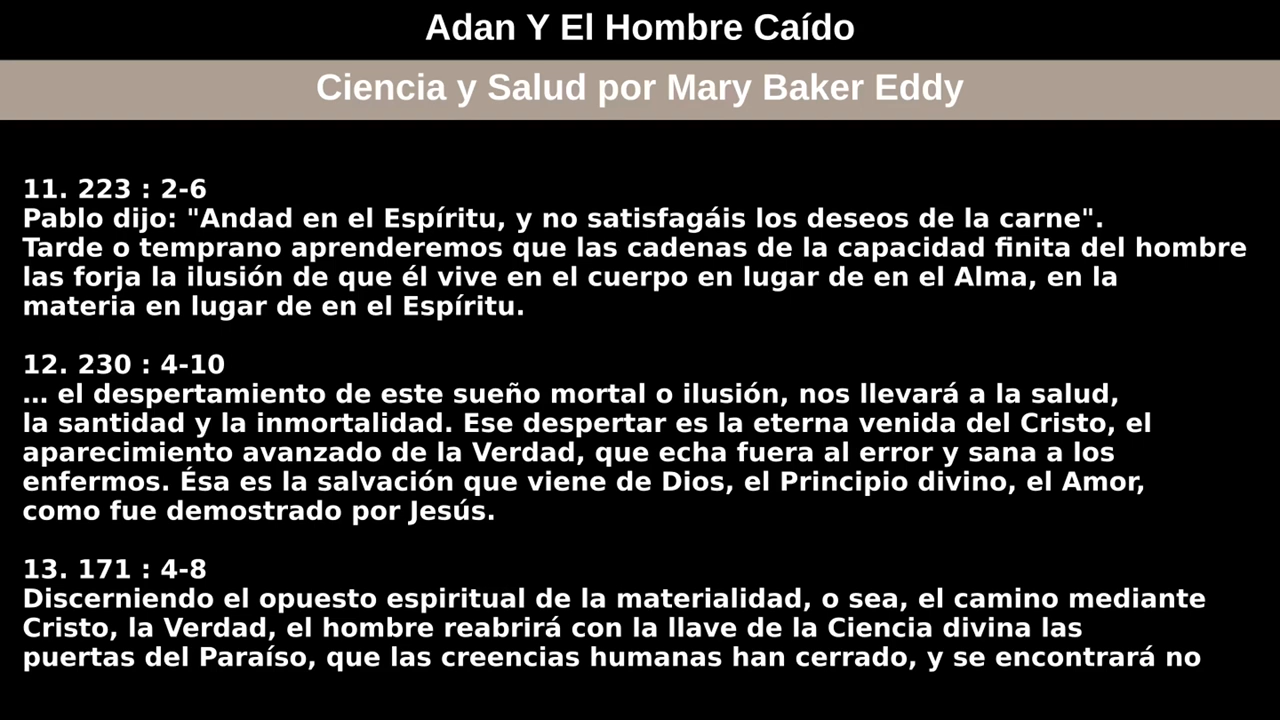 Adan Y El Hombre Caído
Ciencia y Salud por Mary Baker Eddy
11. 223 : 2-6
Pablo dijo: "Andad en el Espíritu, y no satisfagáis los deseos de la carne".
Tarde o temprano aprenderemos que las cadenas de la capacidad finita del hombre
las forja la ilusión de que él vive en el cuerpo en lugar de en el Alma, en la
materia en lugar de en el Espíritu.
12. 230 : 4-10
… el despertamiento de este sueño mortal o ilusión, nos llevará a la salud,
la santidad y la inmortalidad. Ese despertar es la eterna venida del Cristo, el
aparecimiento avanzado de la Verdad, que echa fuera al error y sana a los
enfermos. Ésa es la salvación que viene de Dios, el Principio divino, el Amor,
como fue demostrado por Jesús.
13. 171 : 4-8
Discerniendo el opuesto espiritual de la materialidad, o sea, el camino mediante
Cristo, la Verdad, el hombre reabrirá con la llave de la Ciencia divina las
puertas del Paraíso, que las creencias humanas han cerrado, y se encontrará no